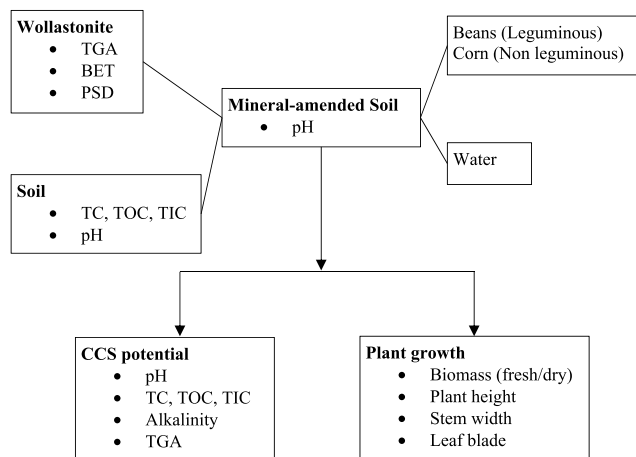 Wollastonite
• TGA
• BET
• PSD
Beans (Leguminous)
Corn (Non leguminous)
Mineral-amended Soil
• pH
Water
Soil
• TC, TOC, TIC
• pH
CCS potential
• pH
• TC, TOC, TIC
• Alkalinity
• TGA
Plant growth
• Biomass (fresh/dry)
• Plant height
• Stem width
• Leaf blade